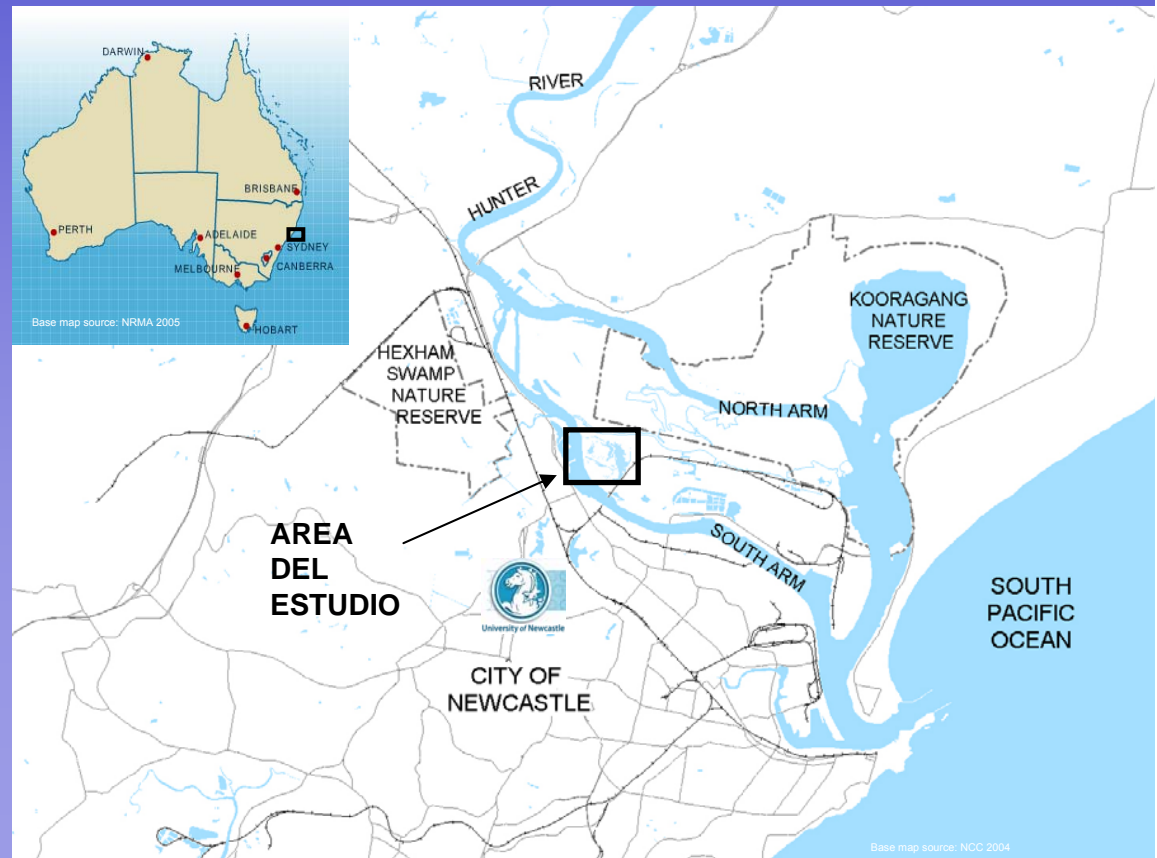 DARWIN
BRISBANE
PERTH
ADELAIDE
SYDNEY
CANBERRA
MELBOURNE
HOBART
Base map source: NRMA 2005
RIVER
HUNTER
KOORAGANG
NATURE
RESERVE
HEXHAM
SWAMP
NATURE
RESERVE
NORTH ARM
AREA
DEL
ESTUDIO
SOUTH ARM
University of Newcastle
SOUTH
PACIFIC
OCEAN
CITY OF
NEWCASTLE
Base map source: NCC 2004